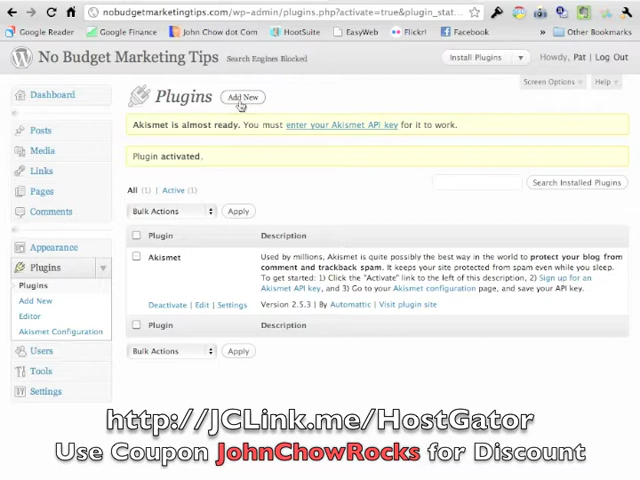 nobudgetmarketingtips.com/wp-admin/plugins.php?activate=true&plugin_stat...
Google Reader Google Finance John Chow dot Com HootSuite EasyWeb Flickr! Facebook » Other Bookmarks
No Budget Marketing Tips Search Engines Blocked Install Plugins Howdy, Pat | Log Out
Screen Options Help
Dashboard
Posts
Media
Links
Pages
Comments
Appearance
Plugins
Plugins
Add New
Editor
Akismet Configuration
Users
Tools
Settings
Plugins Add New
Akismet is almost ready. You must enter your Akismet API key for it to work.
Plugin activated.
All (1) | Active (1)
Search Installed Plugins
Bulk Actions Apply
Plugin Description
Akismet Used by millions, Akismet is quite possibly the best way in the world to protect your blog from
comment and trackback spam. It keeps your site protected from spam even while you sleep.
To get started: 1) Click the "Activate" link to the left of this description, 2) Sign up for an
Akismet API key, and 3) Go to your Akismet configuration page, and save your API key.
Deactivate | Edit | Settings Version 2.5.3 | By Automattic | Visit plugin site
Plugin Description
Bulk Actions Apply
http://JCLink.me/HostGator
Use Coupon JohnChowRocks for Discount